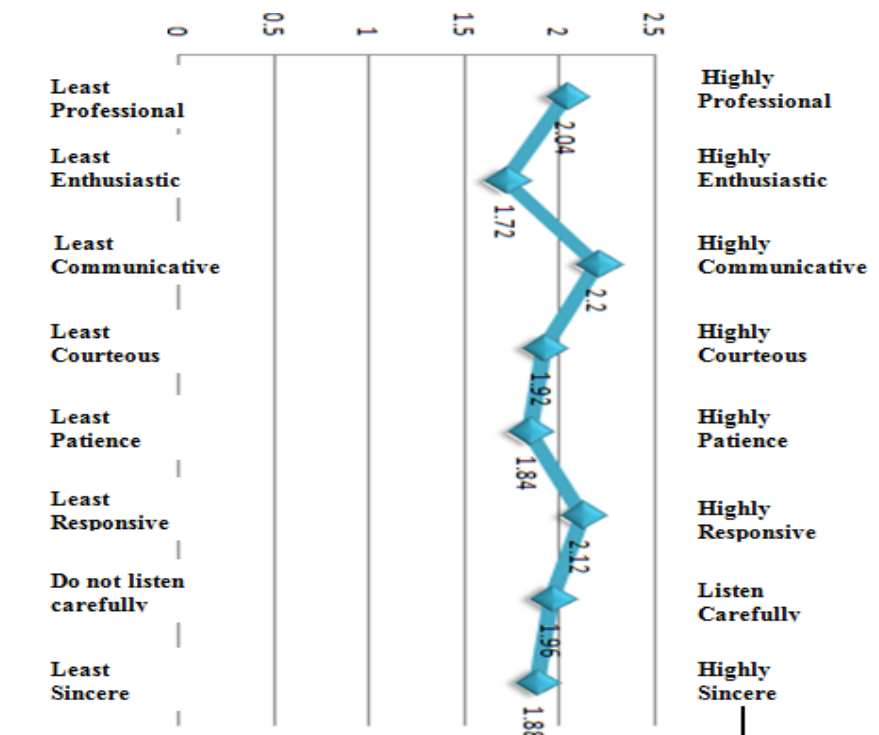 0 0.5 1 1.5 2 2.5
Least
Professional
Highly
Professional
2.04
Least
Enthusiastic
Highly
Enthusiastic
1.72
Least
Communicative
Highly
Communicative
2.2
Least
Courteous
Highly
Courteous
1.92
Least
Patience
Highly
Patience
1.84
Least
Responsive
Highly
Responsive
2.12
Do not listen
carefully
Listen
Carefully
1.96
Least
Sincere
Highly
Sincere
1.88